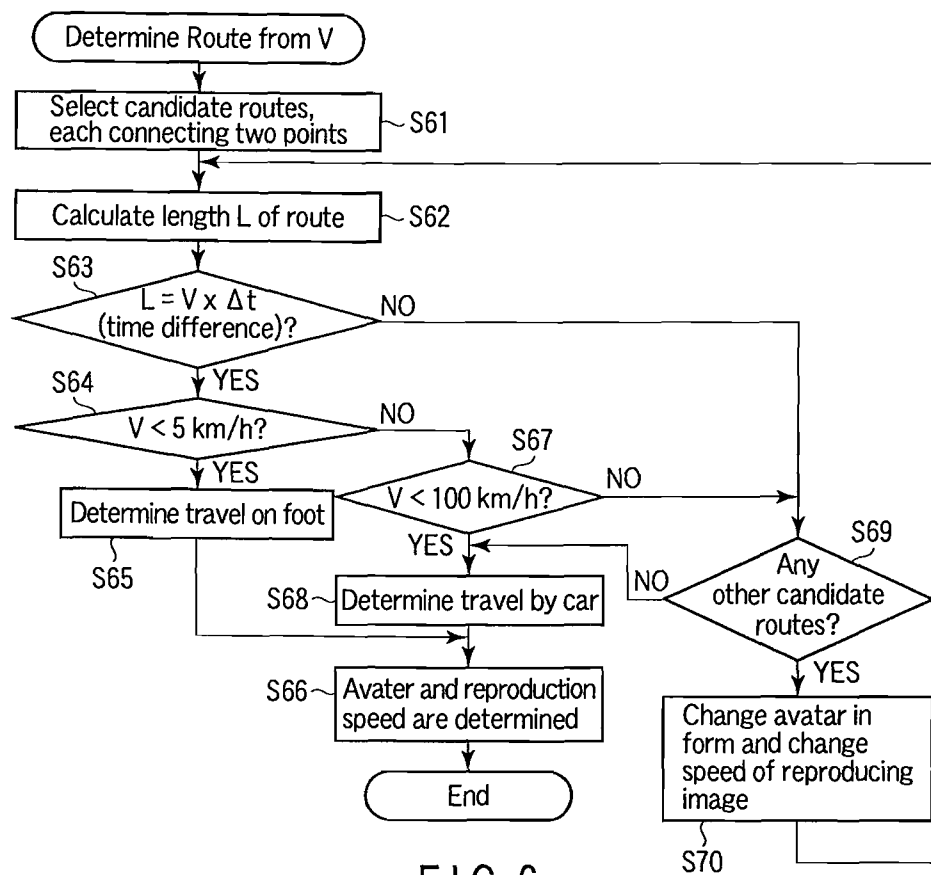 Determine Route from V
Select candidate routes,
each connecting two points
S61
Calculate length L of route
S62
S63
L = V x Δt
(time difference)?
NO
YES
S64
V < 5 km/h?
NO
YES
S67
V < 100 km/h?
NO
YES
Determine travel on foot
S65
S69
Any
other candidate
routes?
NO
YES
S68
Determine travel by car
S66
Avater and reproduction
speed are determined
Change avatar in
form and change
speed of reproducing
image
S70
End